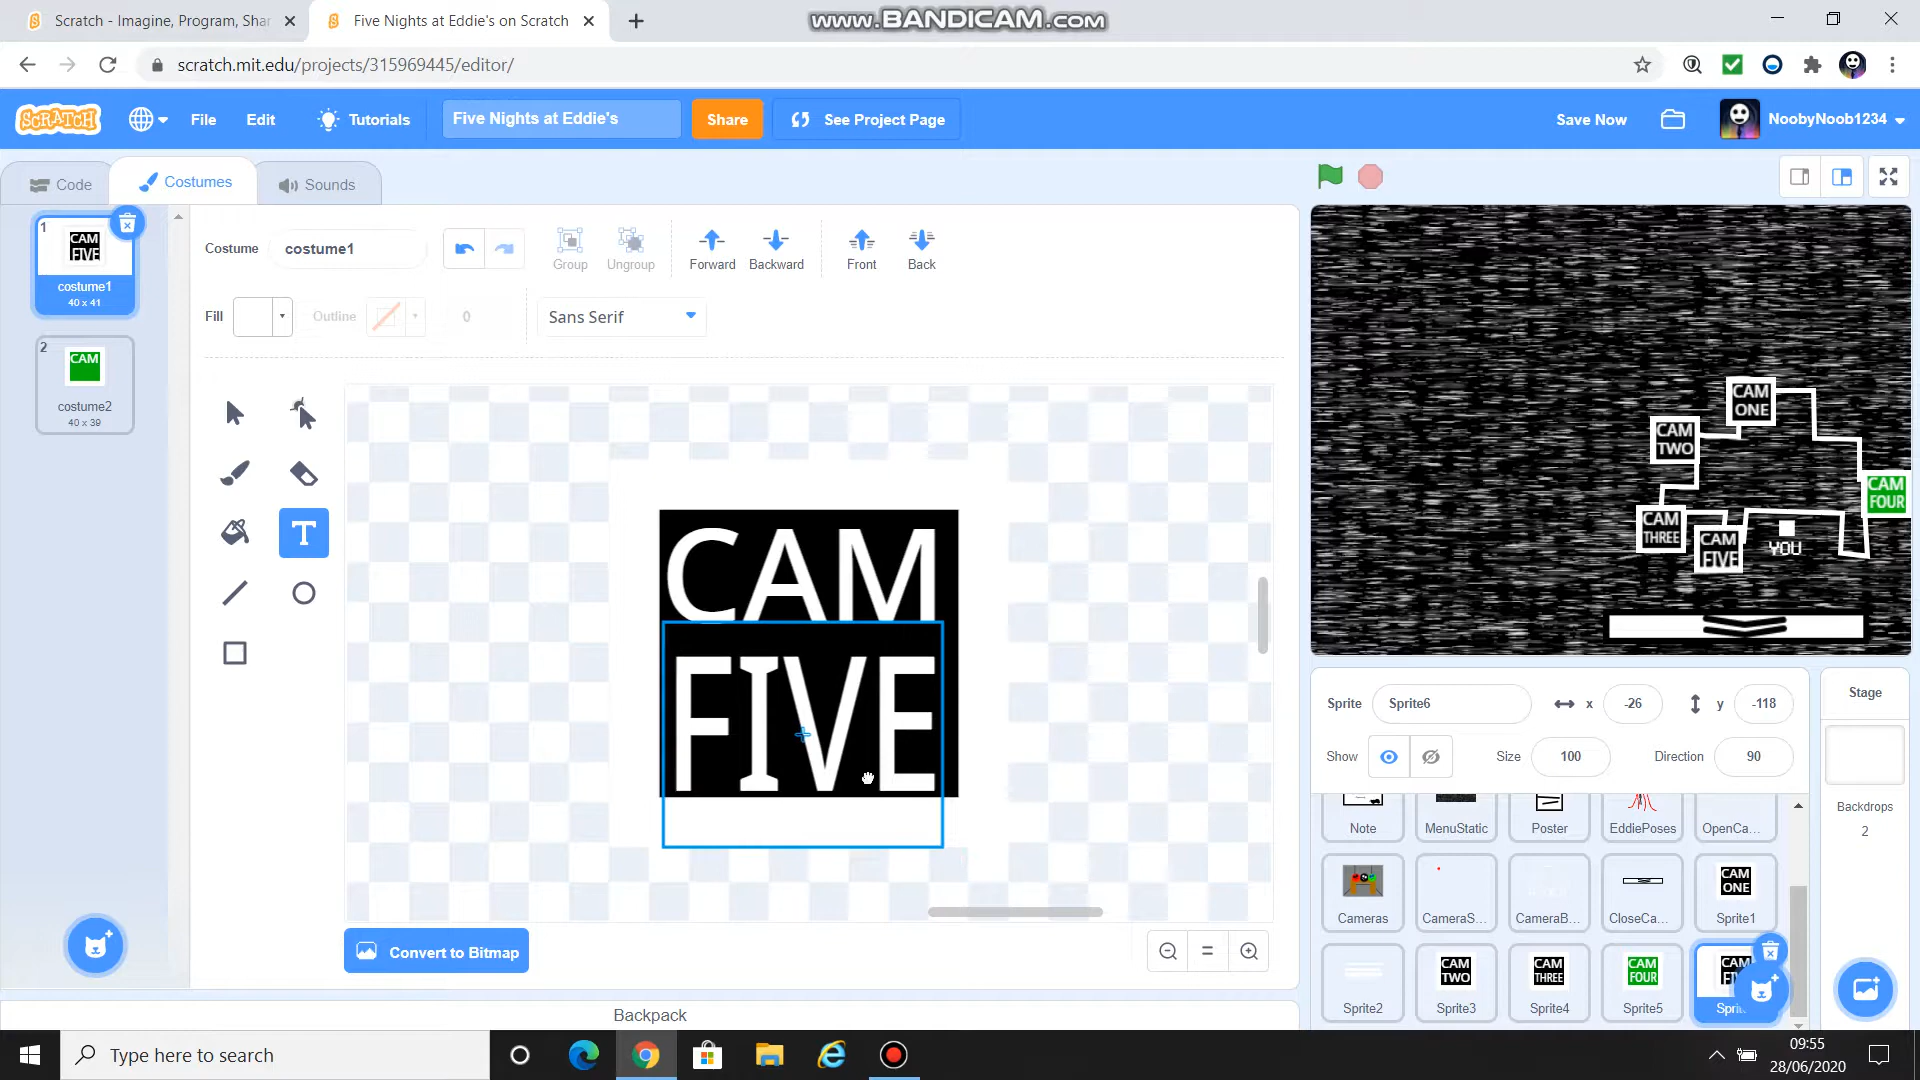 Scratch - Imagine, Program, Shar
Five Nights at Eddie's on Scratch
www.BANDICAM.com
scratch.mit.edu/projects/315969445/editor/
SCRATCH
File
Edit
Tutorials
Five Nights at Eddie's
Share
See Project Page
Save Now
NoobyNoob1234
Code
Costumes
Sounds
1
CAM
FIVE
costume1
40 x 41
2
CAM
costume2
40 x 39
Costume
costume1
Group
Ungroup
Forward
Backward
Front
Back
Fill
Outline
0
Sans Serif
T
CAM
FIVE
Convert to Bitmap
Backpack
CAM
ONE
CAM
TWO
CAM
FOUR
CAM
THREE
CAM
FIVE
YOU
Sprite
Sprite6
x
-26
y
-118
Show
Size
100
Direction
90
Stage
Backdrops
2
Note
MenuStatic
Poster
EddiePoses
OpenCa...
Cameras
CameraS...
CameraB...
CloseCa...
CAM
ONE
Sprite1
Sprite2
CAM
TWO
Sprite3
CAM
THREE
Sprite4
CAM
FOUR
Sprite5
CAM
Type here to search
09:55
28/06/2020